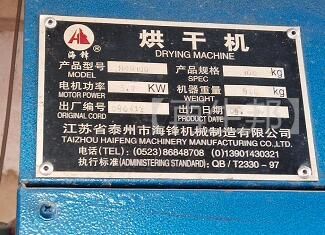 海锋
烘干机
DRYING MACHINE
产品型号
MODEL
产品规格 100 kg
SPEC
电机功率 KW
MOTOR POWER
机器重量 kg
WEIGHT
出厂编号
ORIGINAL CORD
出厂日期
DATE
江苏省泰州市海锋机械制造有限公司
TAIZHOU HAIFENG MACHINERY MANUFACTURING CO.,LTD.
电话(TEL):(0523)86848708 (0)13901430321
执行标准(ADMINISTERING STANDARD):QB/T2330-97